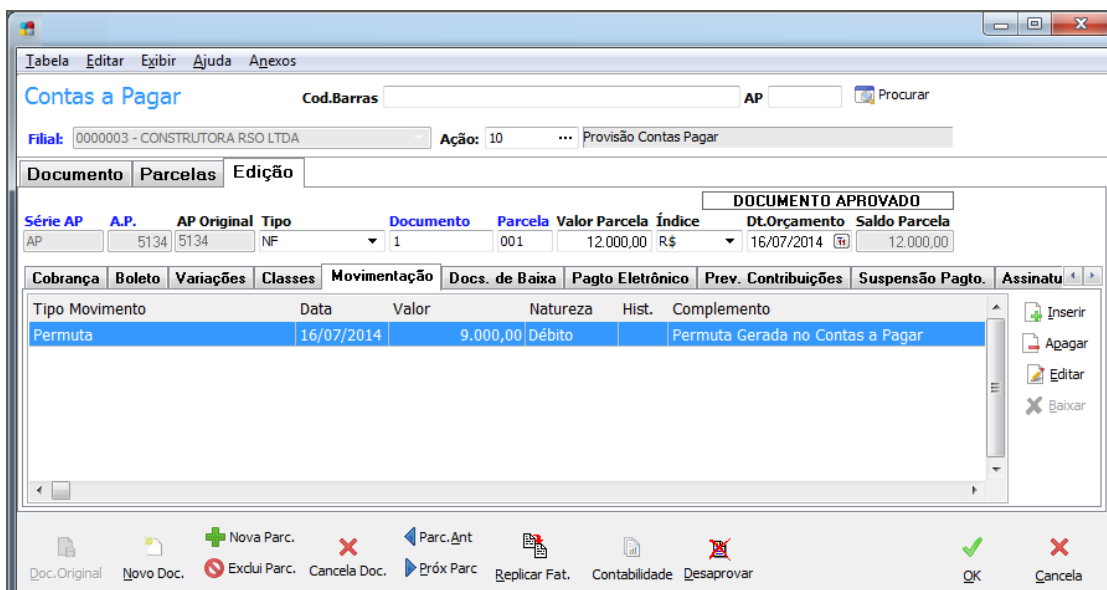 Tabela Editar Exibir Ajuda Anexos
Contas a Pagar Cod.Barras AP Procurar
Filial: 0000003 - CONSTRUTORA RSO LTDA Ação: 10 ... Provisão Contas Pagar
Documento Parcelas Edição
DOCUMENTO APROVADO
Série AP A.P. AP Original Tipo Documento Parcela Valor Parcela Índice Dt.Orçamento Saldo Parcela
AP 5134 5134 NF 1 001 12.000,00 R$ 16/07/2014 12.000,00
Cobrança Boleto Variações Classes Movimentação Docs. de Baixa Pagto Eletrônico Prev. Contribuições Suspensão Pagto. Assinatu
Tipo Movimento Data Valor Natureza Hist. Complemento
Permuta 16/07/2014 9.000,00 Débito Permuta Gerada no Contas a Pagar
Inserir
Apagar
Editar
Baixar
Doc.Original Novo Doc. Nova Parc. Exclui Parc. Cancela Doc. Parc.Ant Próx Parc Replicar Fat. Contabilidade Desaprovar OK Cancela